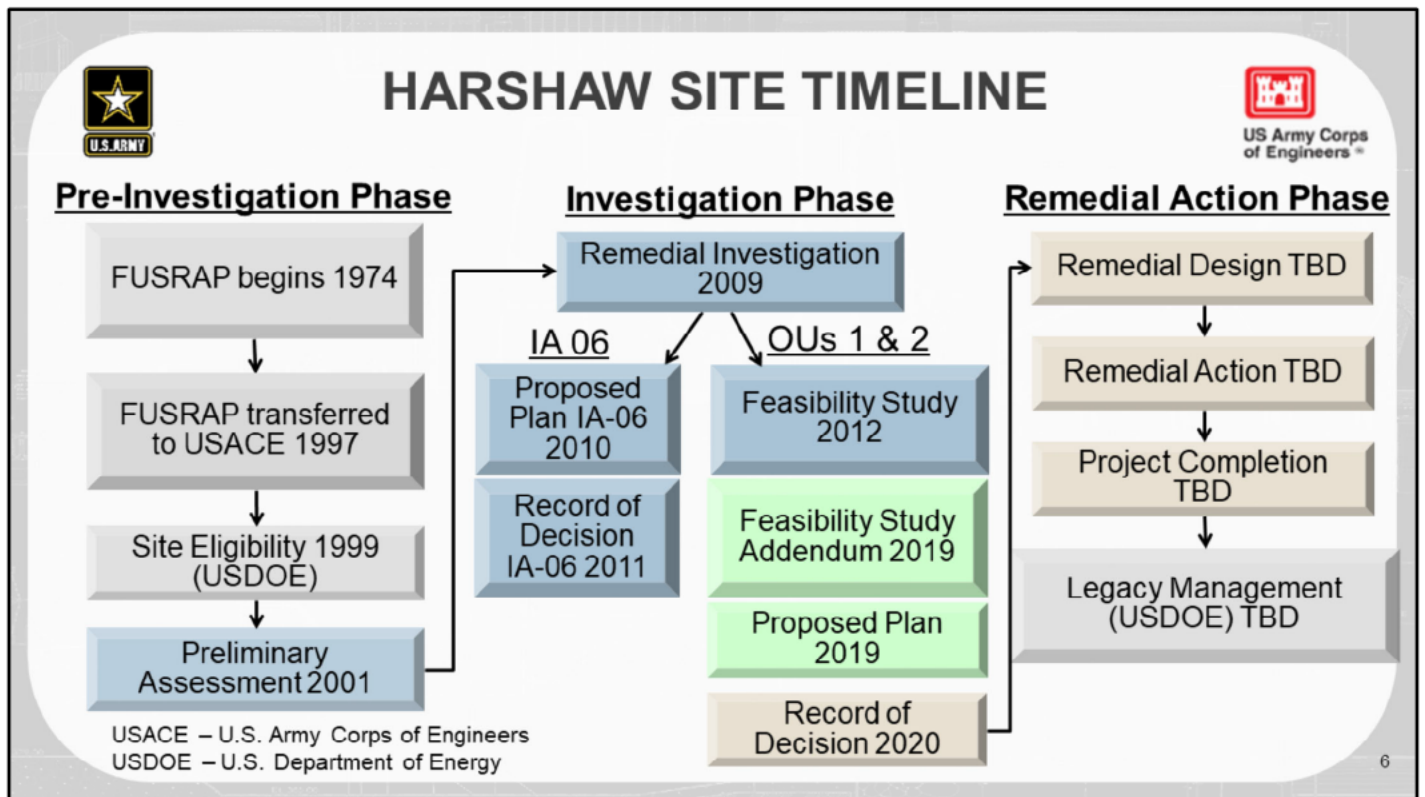 HARSHAW SITE TIMELINE
U.S.ARMY
US Army Corps
of Engineers
Pre-Investigation Phase
FUSRAP begins 1974
FUSRAP transferred
to USACE 1997
Site Eligibility 1999
(USDOE)
Preliminary
Assessment 2001
Investigation Phase
Remedial Investigation
2009
IA 06
Proposed
Plan IA-06
2010
Record of
Decision
IA-06 2011
OUs 1 & 2
Feasibility Study
2012
Feasibility Study
Addendum 2019
Proposed Plan
2019
Record of
Decision 2020
Remedial Action Phase
Remedial Design TBD
Remedial Action TBD
Project Completion
TBD
Legacy Management
(USDOE) TBD
USACE – U.S. Army Corps of Engineers
USDOE – U.S. Department of Energy
6